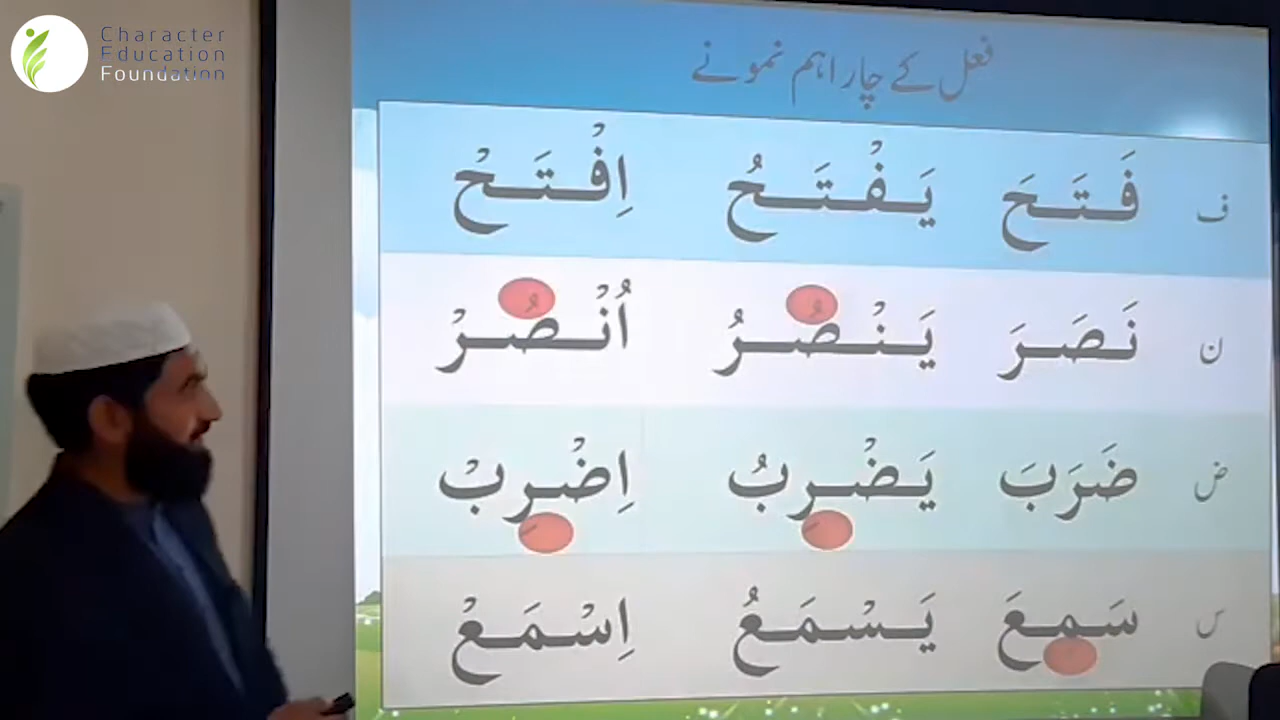 Character
Education
Foundation
فعل کے چار اہم نمونے
ف فَتَحَ يَفْتَحُ اِفْتَحْ
ن نَصَرَ يَنْصُرُ اُنْصُرْ
ض ضَرَبَ يَضْرِبُ اِضْرِبْ
س سَمِعَ يَسْمَعُ اِسْمَعْ